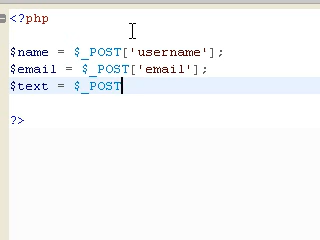 <?php
$name = $_POST['username'];
$email = $_POST['email'];
$text = $_POST
?>